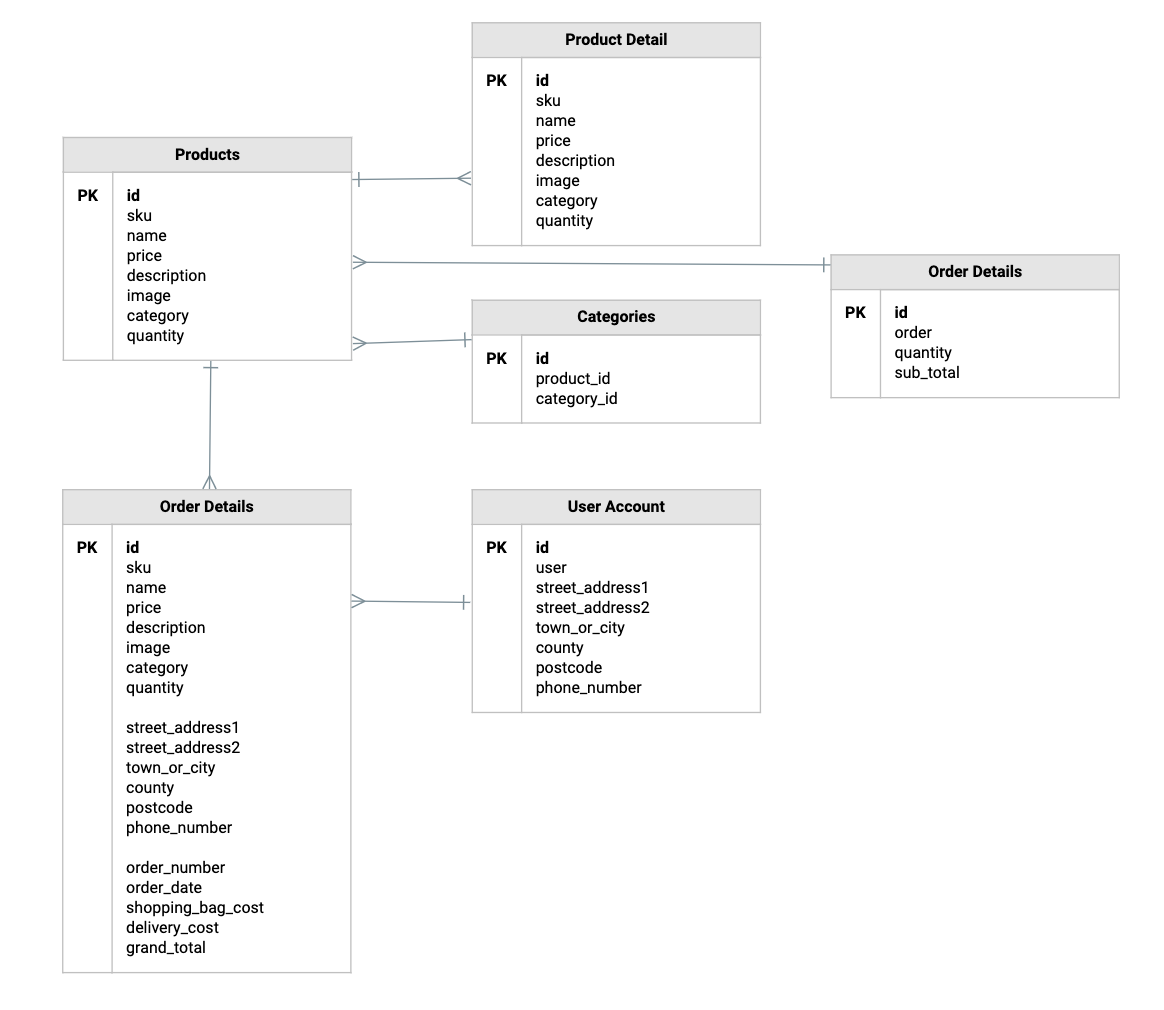 Product Detail
PK id
sku
name
price
description
image
category
quantity
Products
PK id
sku
name
price
description
image
category
quantity
Order Details
PK id
order
quantity
sub_total
Categories
PK id
product_id
category_id
Order Details
PK id
sku
name
price
description
image
category
quantity
street_address1
street_address2
town_or_city
county
postcode
phone_number
order_number
order_date
shopping_bag_cost
delivery_cost
grand_total
User Account
PK id
user
street_address1
street_address2
town_or_city
county
postcode
phone_number